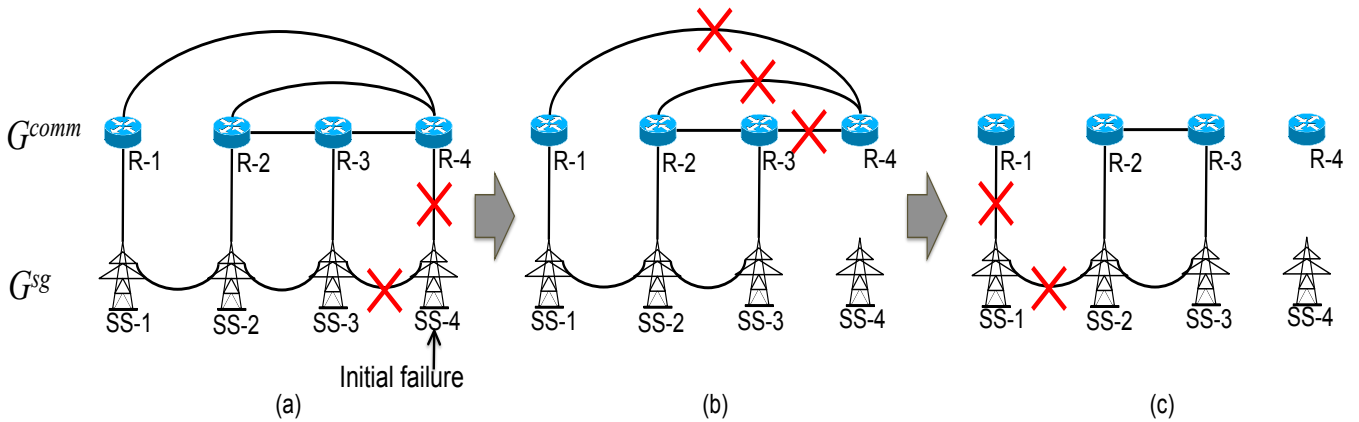 G^comm
R-1 R-2 R-3 R-4
G^sg
SS-1 SS-2 SS-3 SS-4
Initial failure
(a)
R-1 R-2 R-3 R-4
SS-1 SS-2 SS-3 SS-4
(b)
R-1 R-2 R-3 R-4
SS-1 SS-2 SS-3 SS-4
(c)